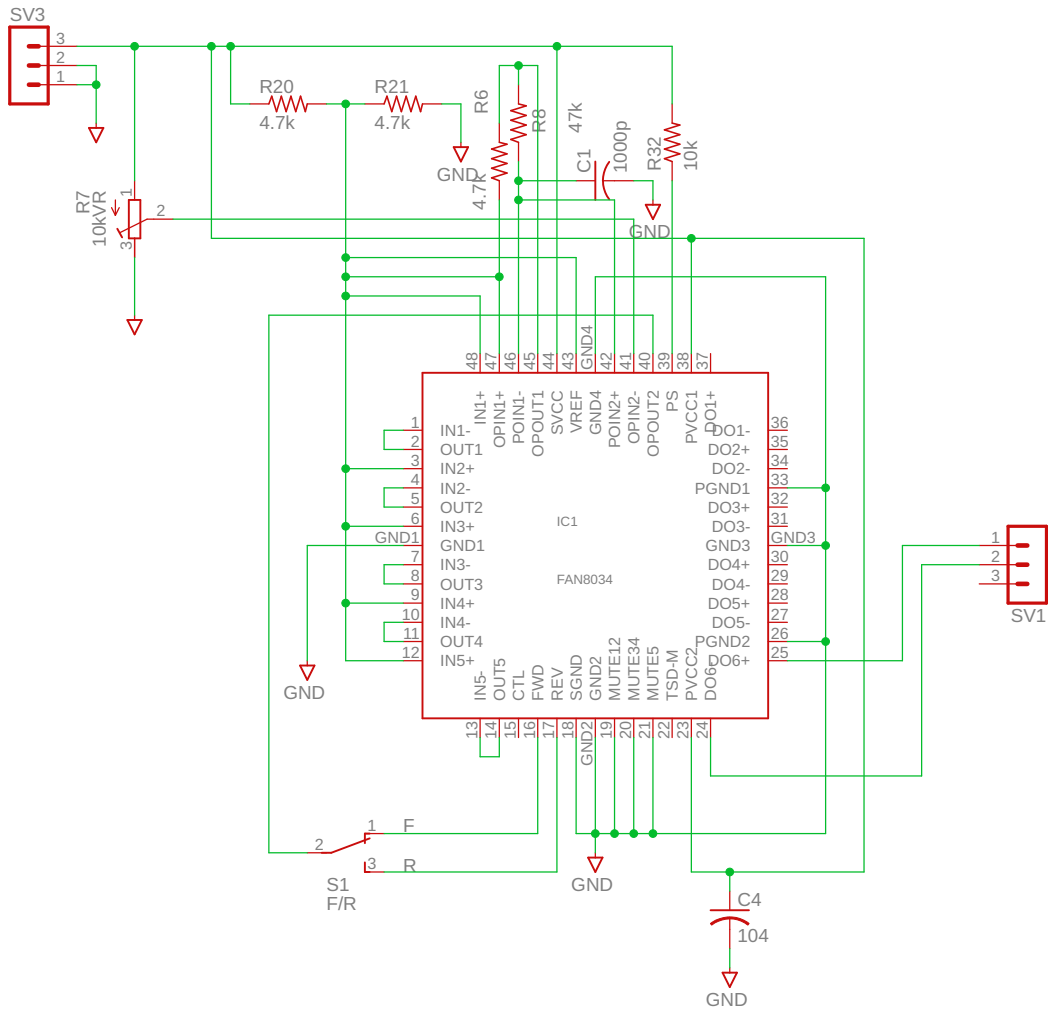 SV3
3
2
1
R20
4.7k
R21
4.7k
GND
R6
4.7k
R8
47k
C1
1000p
GND
R32
10k
R7
10kVR
1
2
3
48
47
46
45
44
43
GND4
42
41
40
39
38
37
IN1+
OPIN1+
POIN1-
OPOUT1
SVCC
VREF
GND4
POIN2+
OPIN2-
OPOUT2
PS
PVCC1
DO1+
1 IN1-
2 OUT1
3 IN2+
4 IN2-
5 OUT2
6 IN3+
GND1 GND1
7 IN3-
8 OUT3
9 IN4+
10 IN4-
11 OUT4
12 IN5+
IC1
FAN8034
DO1- 36
DO2+ 35
DO2- 34
PGND1 33
DO3+ 32
DO3- 31
GND3 GND3
DO4+ 30
DO4- 29
DO5+ 28
DO5- 27
PGND2 26
DO6+ 25
IN5-
OUT5
CTL
FWD
REV
SGND
GND2
MUTE12
MUTE34
MUTE5
TSD-M
PVCC2
DO6-
13
14
15
16
17
18
GND2
19
20
21
22
23
24
GND
1
2
3
SV1
2
1
3
F
R
S1
F/R
GND
C4
104
GND